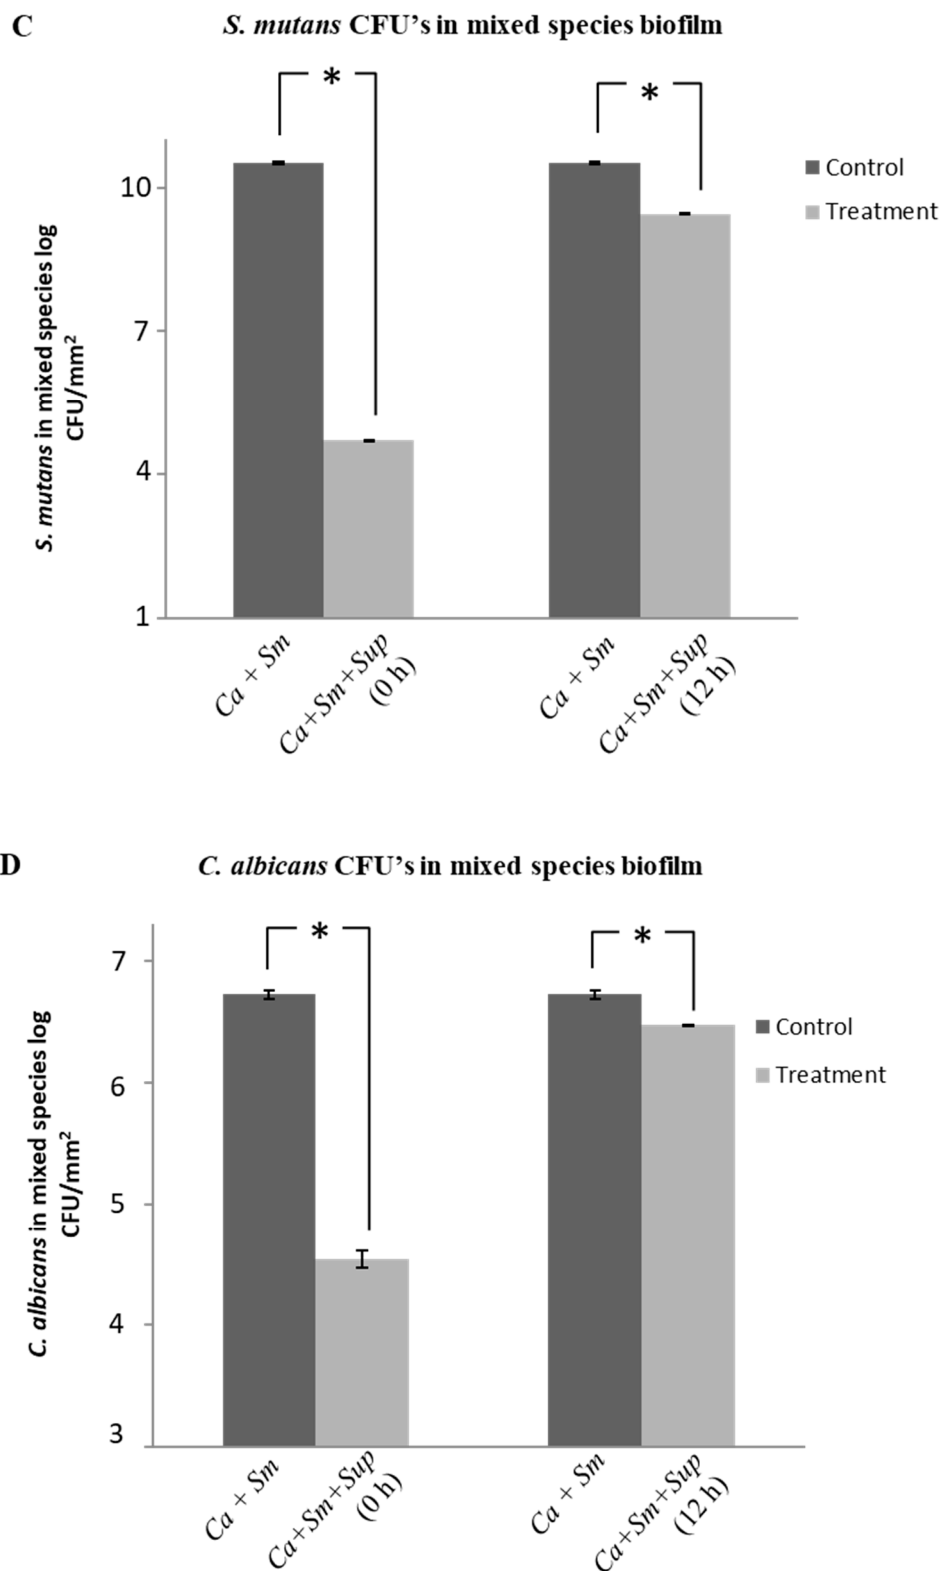 C
S. mutans CFU’s in mixed species biofilm
*
*
Control
Treatment
S. mutans in mixed species log
CFU/mm²
10
7
4
1
Ca + Sm
Ca+Sm+Sup
(0 h)
Ca + Sm
Ca+Sm+Sup
(12 h)
D
C. albicans CFU’s in mixed species biofilm
*
*
Control
Treatment
C. albicans in mixed species log
CFU/mm²
7
6
5
4
3
Ca + Sm
Ca+Sm+Sup
(0 h)
Ca + Sm
Ca+Sm+Sup
(12 h)